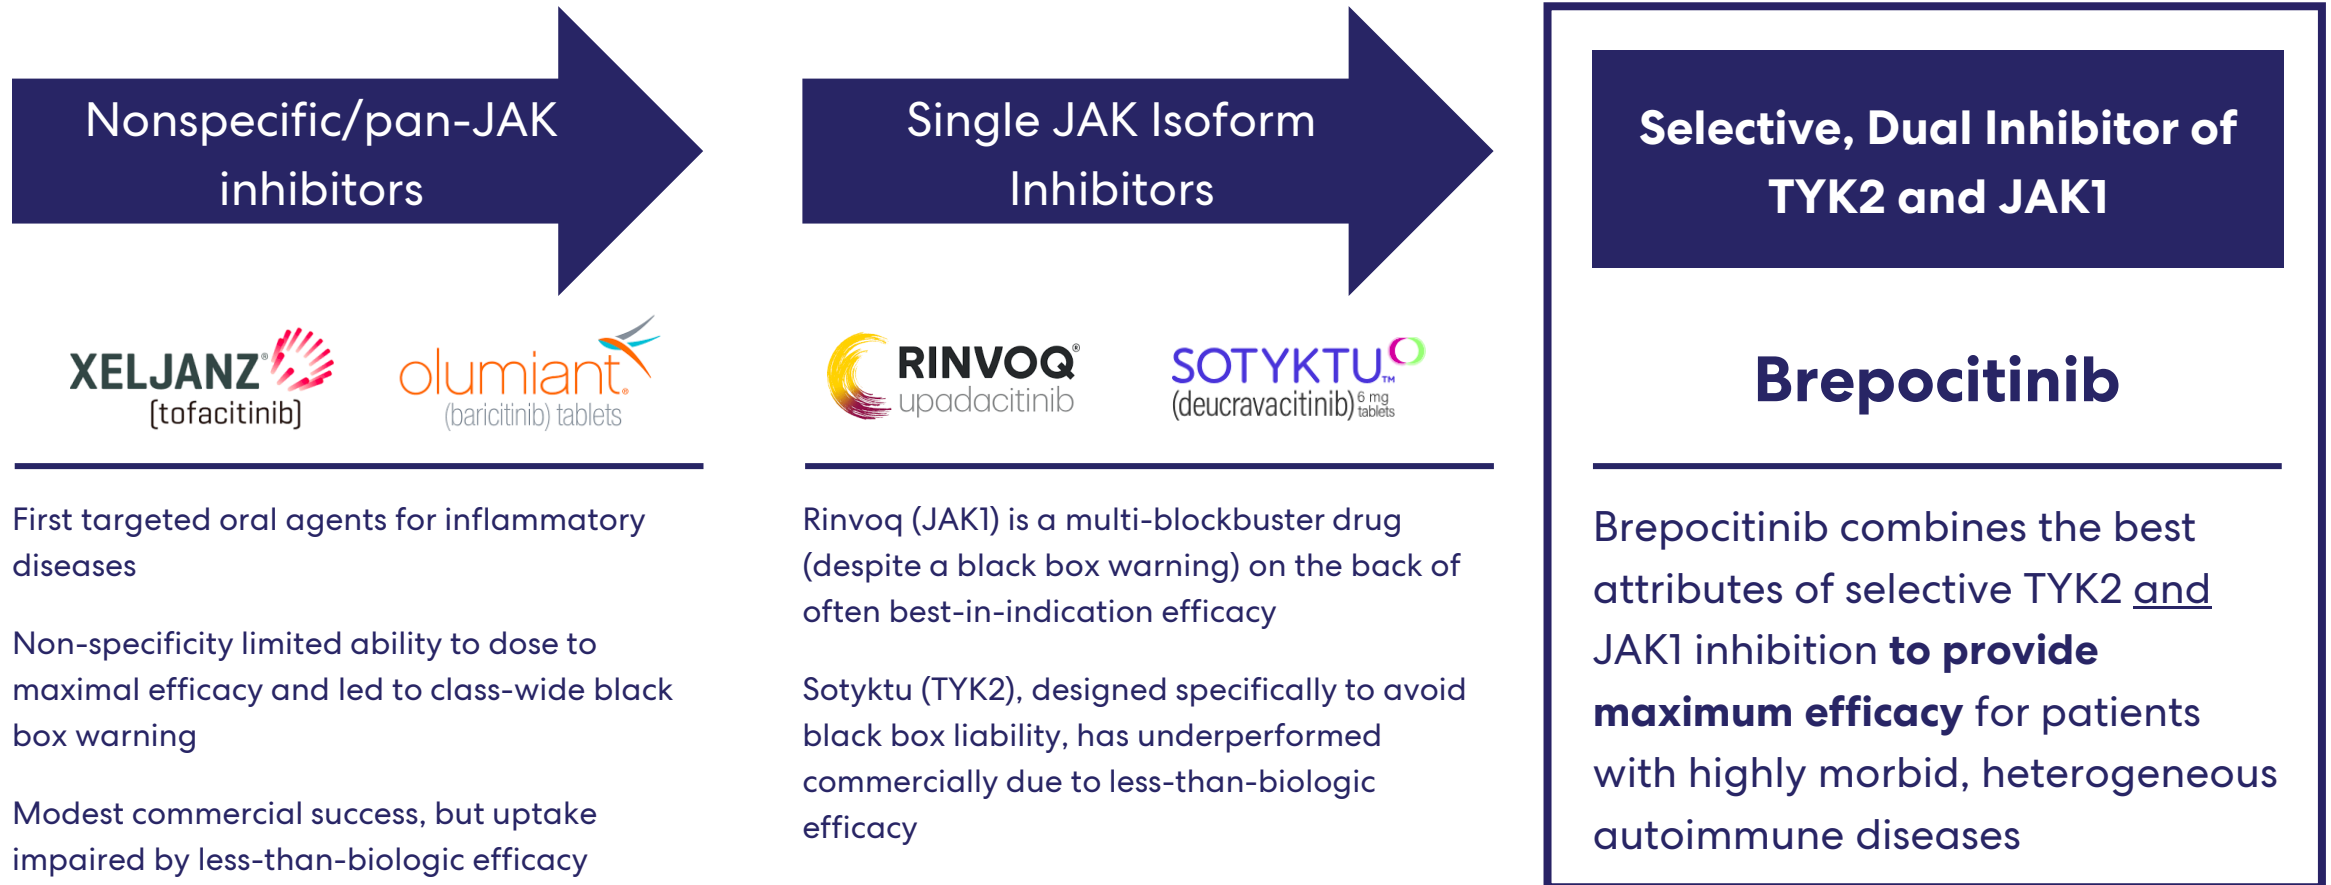 Nonspecific/pan-JAK
inhibitors
XELJANZ®
[tofacitinib]
olumiant®
(baricitinib) tablets
First targeted oral agents for inflammatory
diseases
Non-specificity limited ability to dose to
maximal efficacy and led to class-wide black
box warning
Modest commercial success, but uptake
impaired by less-than-biologic efficacy
Single JAK Isoform
Inhibitors
RINVOQ®
upadacitinib
SOTYKTU™
(deucravacitinib) 6 mg
tablets
Rinvoq (JAK1) is a multi-blockbuster drug
(despite a black box warning) on the back of
often best-in-indication efficacy
Sotyktu (TYK2), designed specifically to avoid
black box liability, has underperformed
commercially due to less-than-biologic
efficacy
Selective, Dual Inhibitor of
TYK2 and JAK1
Brepocitinib
Brepocitinib combines the best
attributes of selective TYK2 and
JAK1 inhibition to provide
maximum efficacy for patients
with highly morbid, heterogeneous
autoimmune diseases